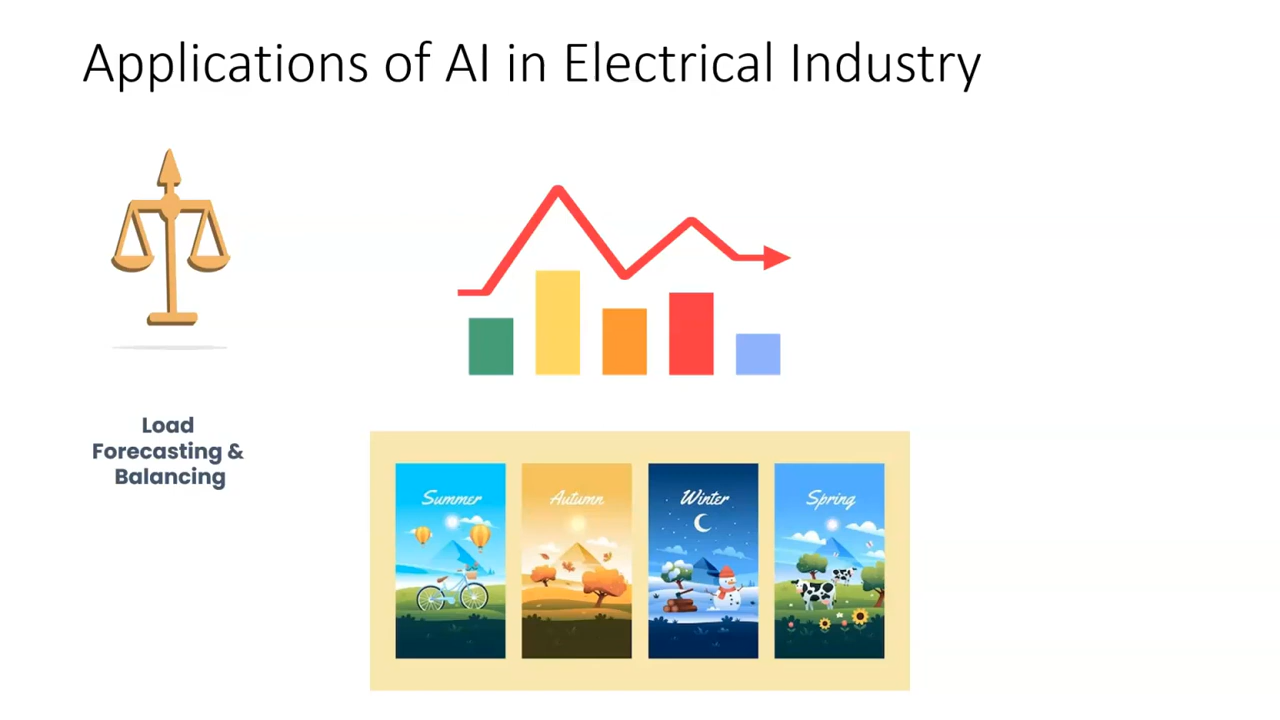 Applications of AI in Electrical Industry
Load
Forecasting &
Balancing
Summer
Autumn
Winter
Spring